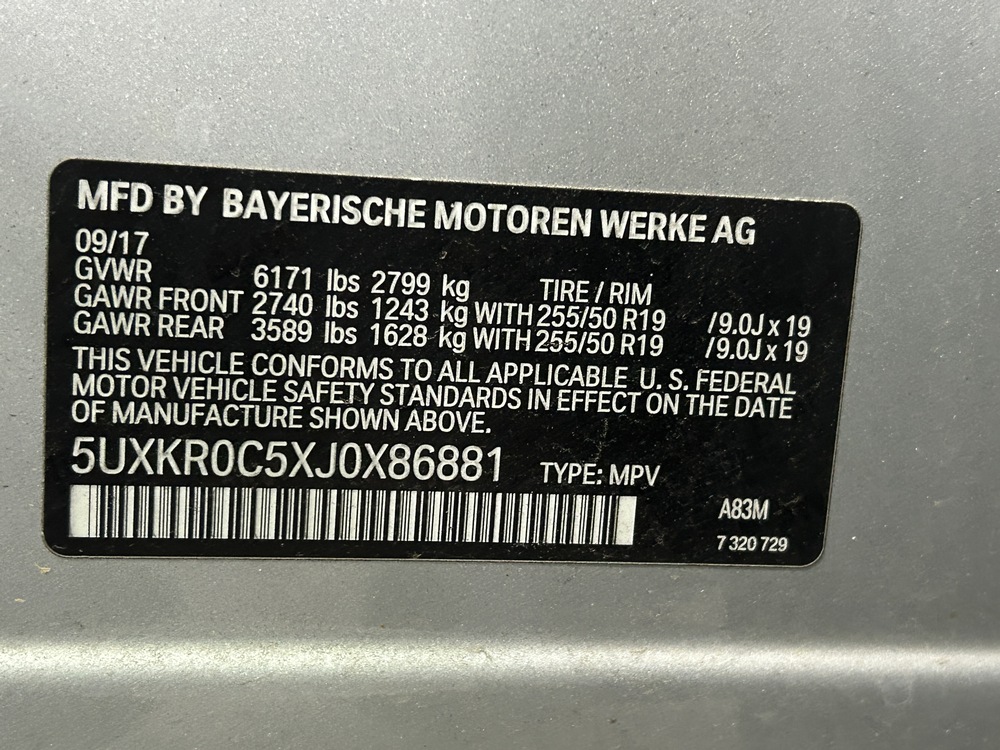 MFD BY BAYERISCHE MOTOREN WERKE AG
09/17
GVWR 6171 lbs 2799 kg TIRE / RIM
GAWR FRONT 2740 lbs 1243 kg WITH 255/50 R19 /9.0J x 19
GAWR REAR 3589 lbs 1628 kg WITH 255/50 R19 /9.0J x 19
THIS VEHICLE CONFORMS TO ALL APPLICABLE U. S. FEDERAL
MOTOR VEHICLE SAFETY STANDARDS IN EFFECT ON THE DATE
OF MANUFACTURE SHOWN ABOVE.
5UXKR0C5XJ0X86881 TYPE: MPV
A83M
7 320 729